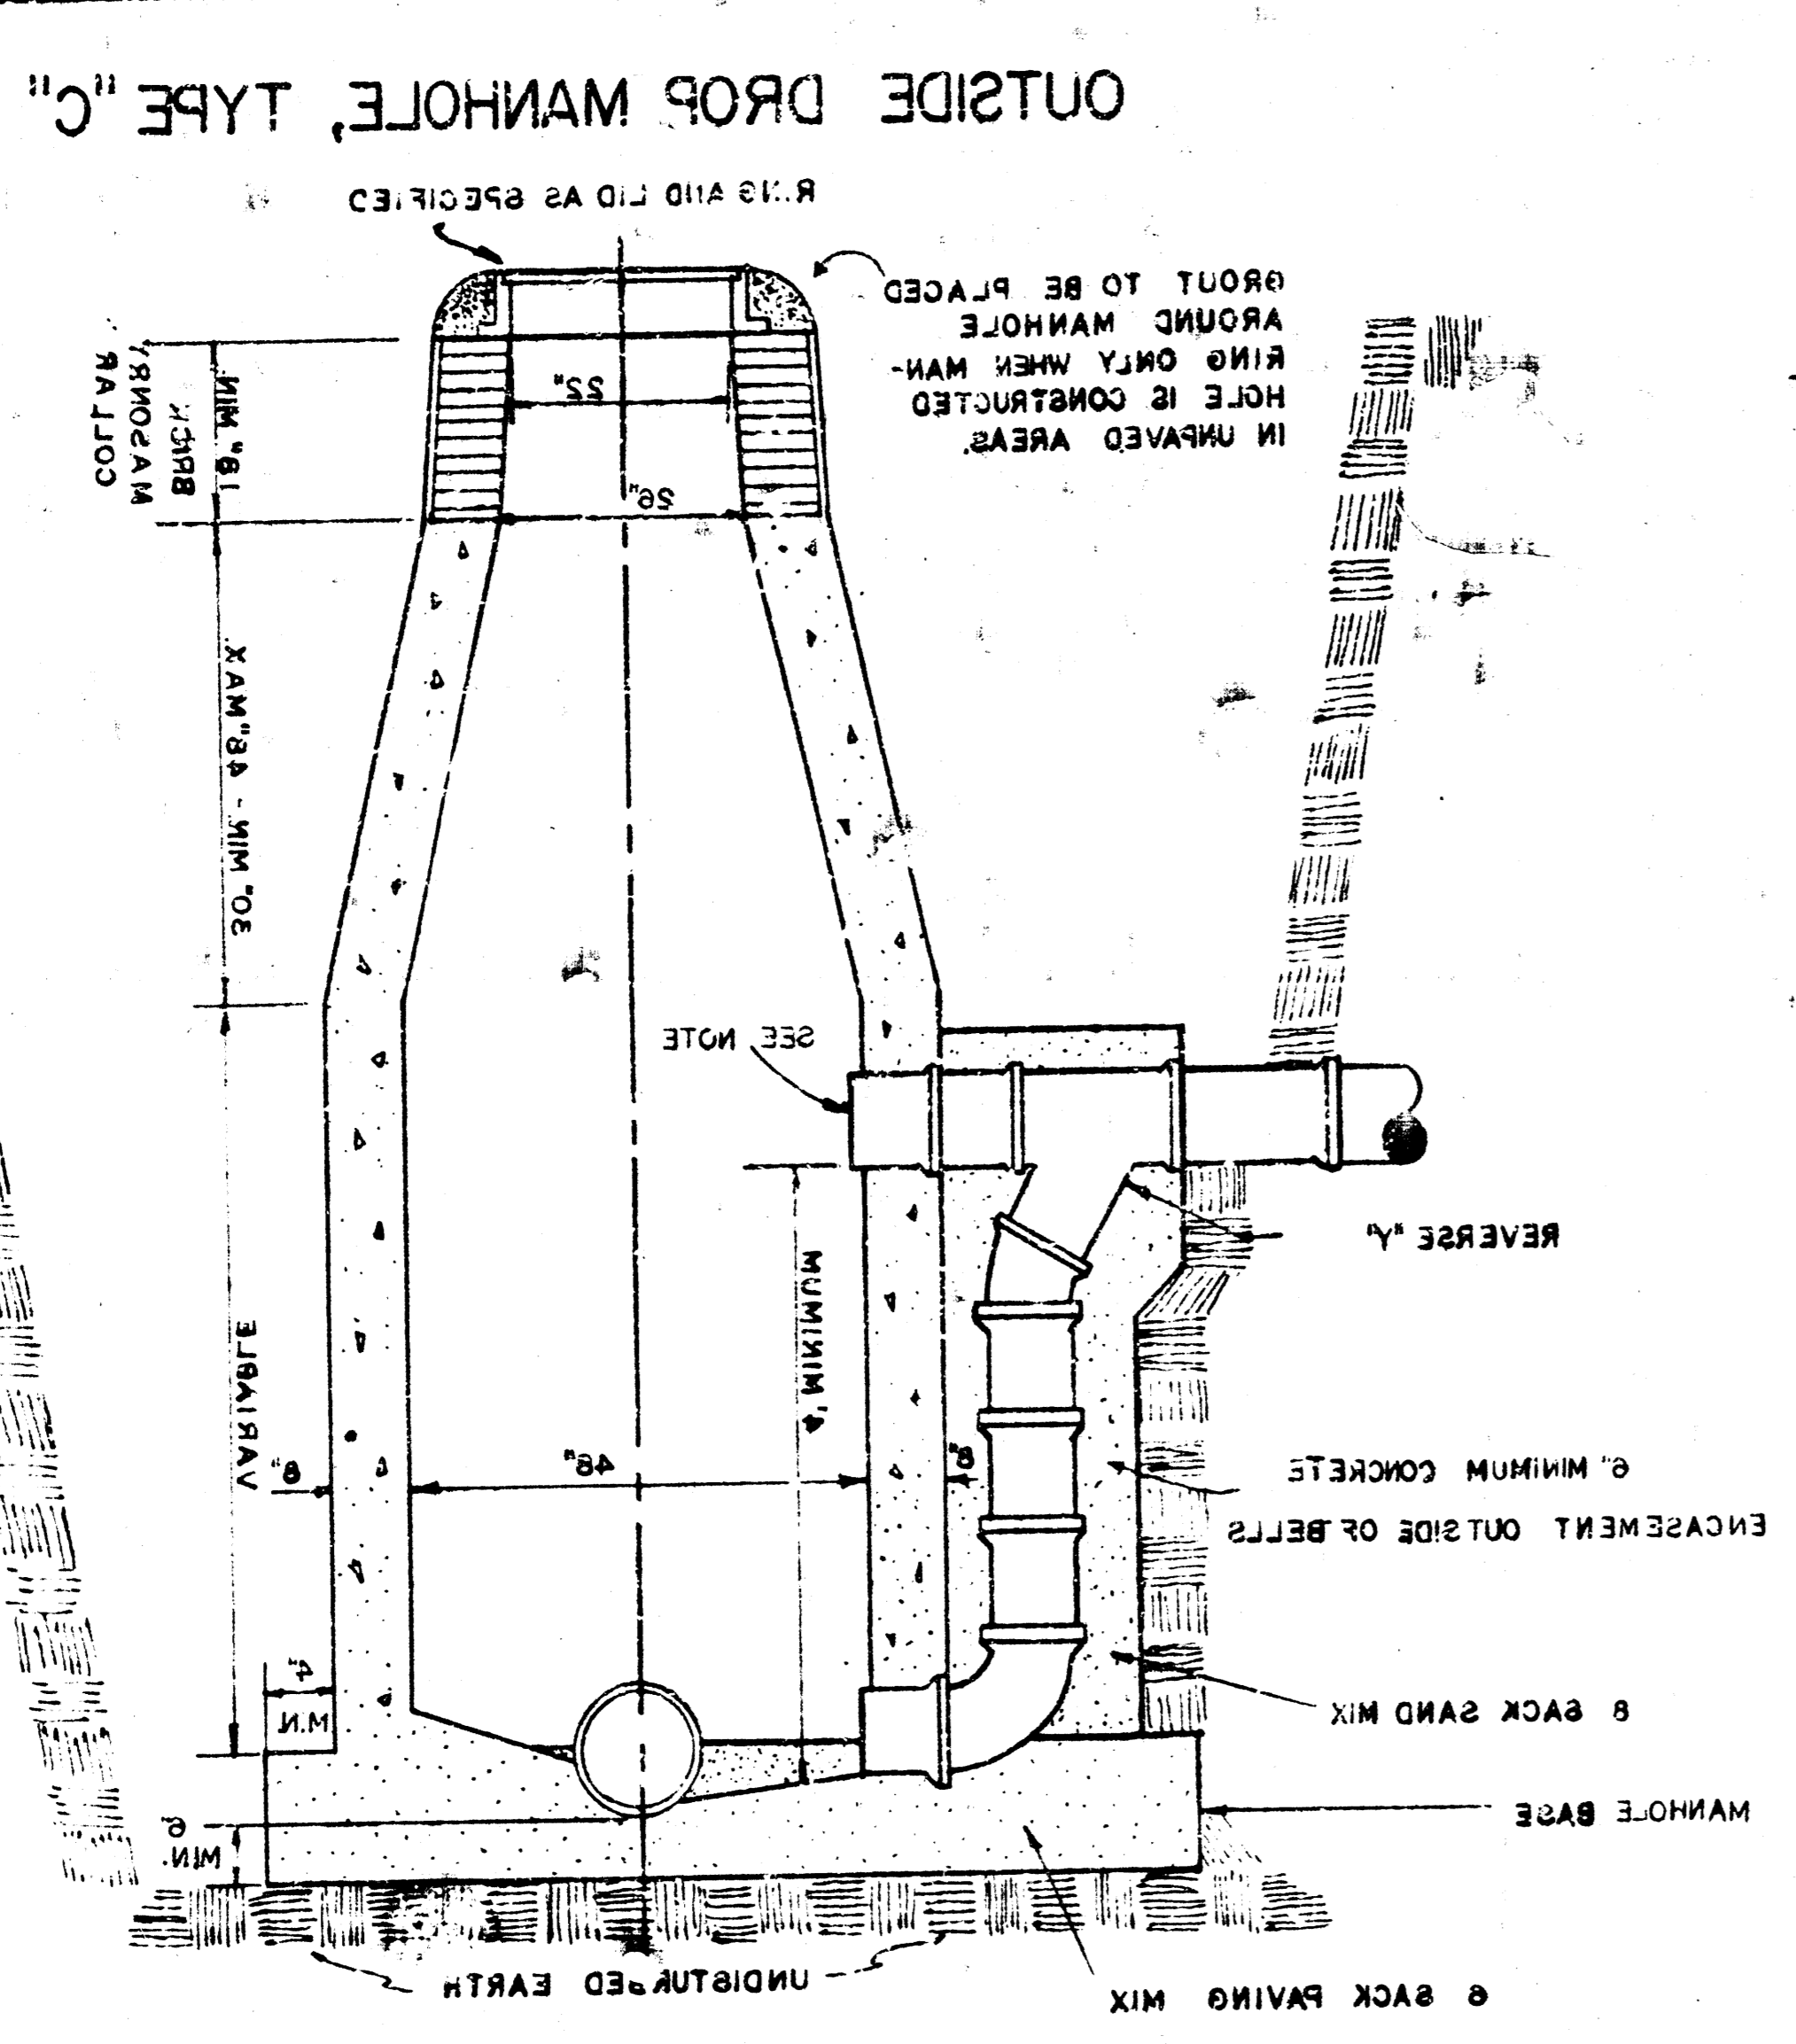 OUTSIDE DROP MANHOLE, TYPE "C"
RING AND LID AS SPECIFIED
GROUT TO BE PLACED
AROUND MANHOLE
RING ONLY WHEN MAN-
HOLE IS CONSTRUCTED
IN UNPAVED AREAS.
18" MIN
BRICK
MASONRY
COLLAR
22"
26"
30" MIN - 48" MAX.
SEE NOTE
REVERSE "Y"
VARIABLE
4' MINIMUM
8"
48"
8"
6" MINIMUM CONCRETE
ENCASEMENT OUTSIDE OF BELLS
4"
MIN.
8 SACK SAND MIX
6"
MIN.
MANHOLE BASE
UNDISTURBED EARTH
6 SACK PAVING MIX